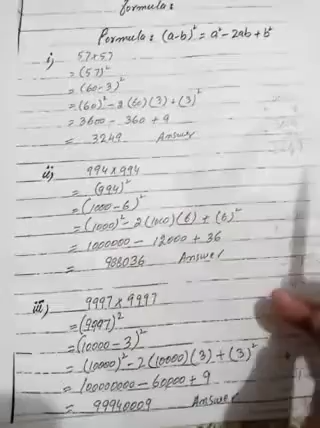 formula:
Formula: (a-b)² = a²-2ab+b²
i) 57×57
= (57)²
= (60-3)²
= (60)² - 2(60)(3) + (3)²
= 3600 - 360 + 9
= 3249 Answer
ii) 994×994
= (994)²
= (1000-6)²
= (1000)² - 2(1000)(6) + (6)²
= 1000000 - 12000 + 36
= 988036 Answer
iii) 9997×9997
= (9997)²
= (10000-3)²
= (10000)² - 2(10000)(3) + (3)²
= 100000000 - 60000 + 9
= 99940009 Answer